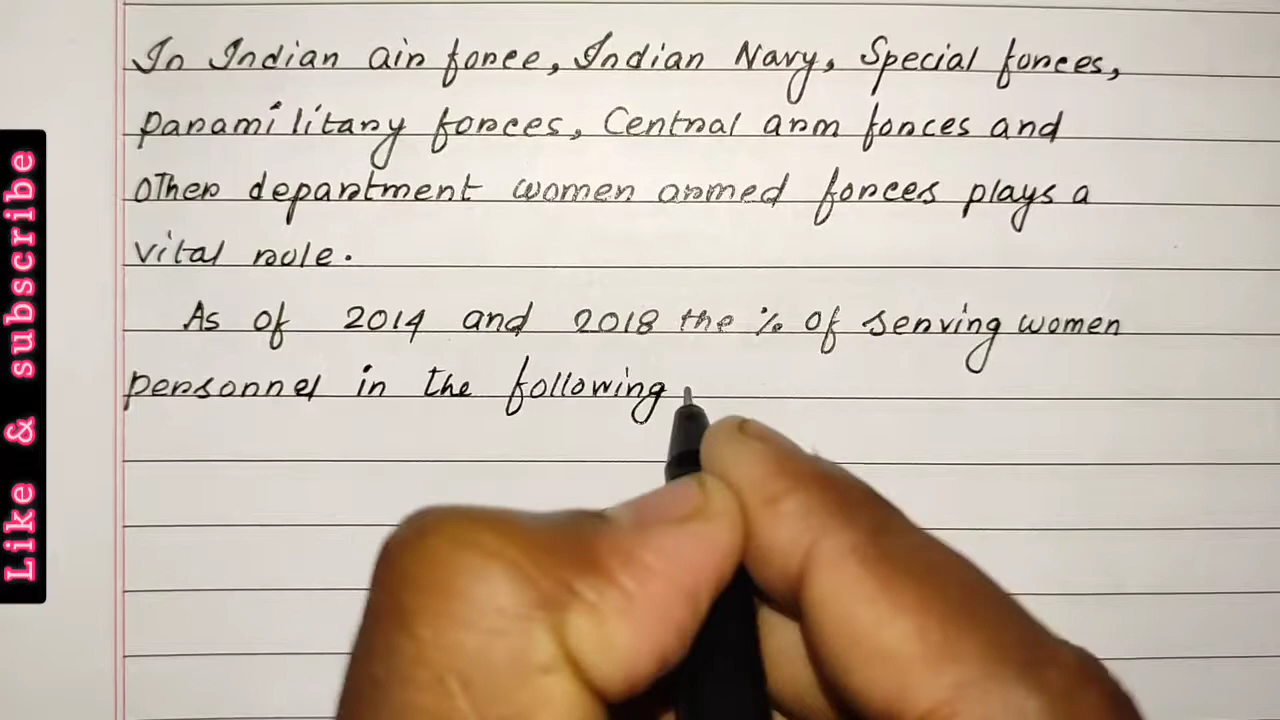 In Indian air force, Indian Navy, Special forces,
paramilitary forces, Central arm forces and
Other department women armed forces plays a
vital role.
As of 2014 and 2018 the % of serving women
personnel in the following
Like & subscribe